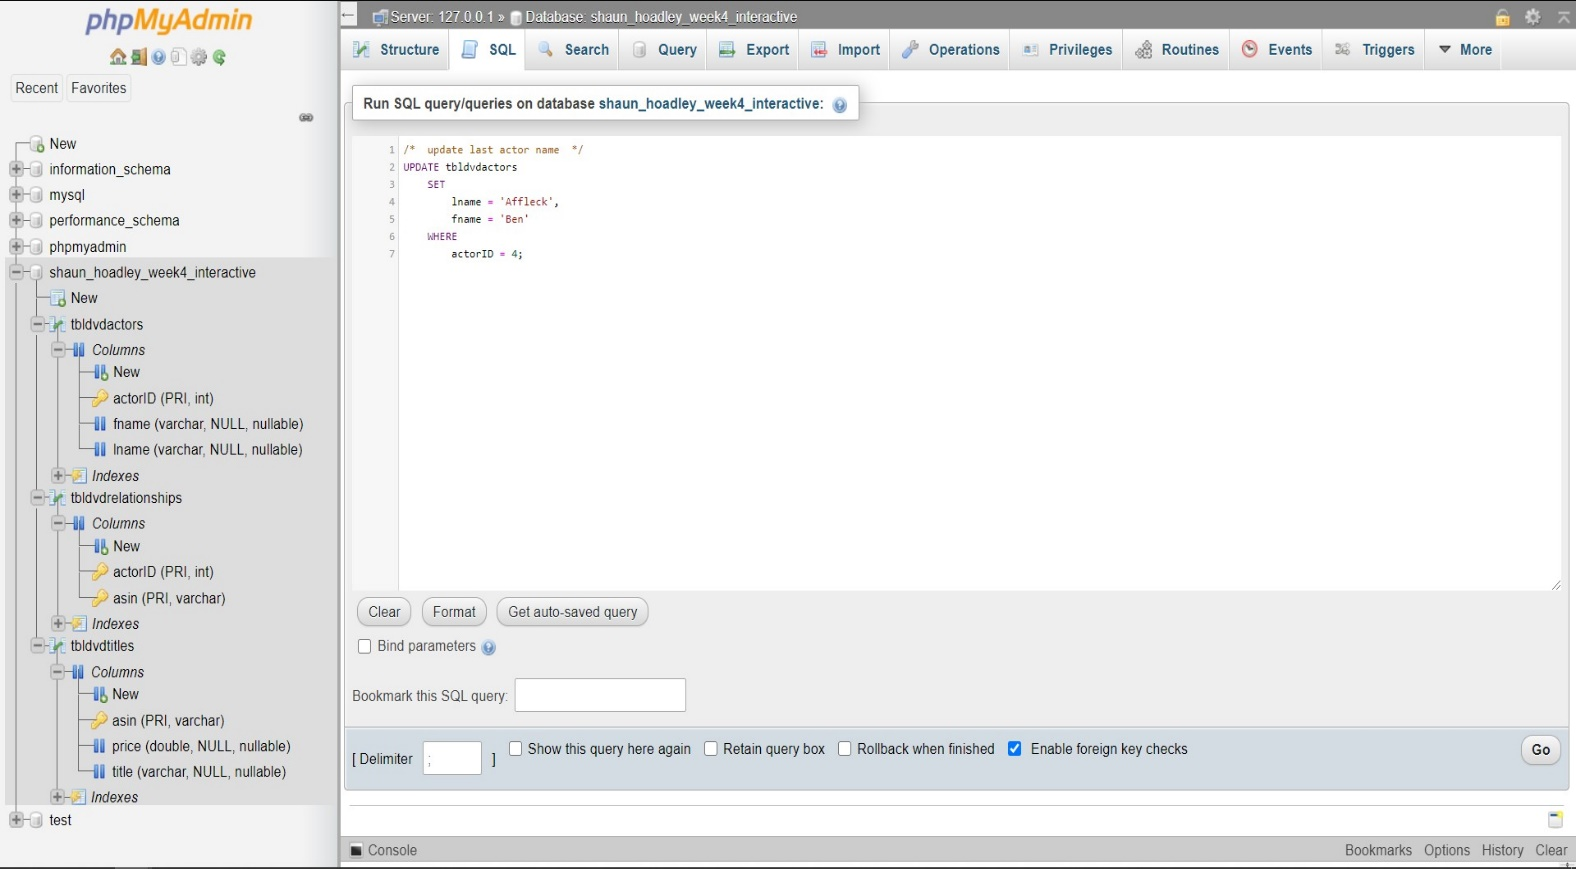 phpMyAdmin
Recent
Favorites
New
information_schema
mysql
performance_schema
phpmyadmin
shaun_hoadley_week4_interactive
New
tbldvdactors
Columns
New
actorID (PRI, int)
fname (varchar, NULL, nullable)
lname (varchar, NULL, nullable)
Indexes
tbldvdrelationships
Columns
New
actorID (PRI, int)
asin (PRI, varchar)
Indexes
tbldvdtitles
Columns
New
asin (PRI, varchar)
price (double, NULL, nullable)
title (varchar, NULL, nullable)
Indexes
test
Server: 127.0.0.1 » Database: shaun_hoadley_week4_interactive
Structure SQL Search Query Export Import Operations Privileges Routines Events Triggers More
Run SQL query/queries on database shaun_hoadley_week4_interactive:
1 /* update last actor name */
2 UPDATE tbldvdactors
3 SET
4 lname = 'Affleck',
5 fname = 'Ben'
6 WHERE
7 actorID = 4;
Clear Format Get auto-saved query
Bind parameters
Bookmark this SQL query:
[ Delimiter ; ] Show this query here again Retain query box Rollback when finished Enable foreign key checks Go
Console Bookmarks Options History Clear